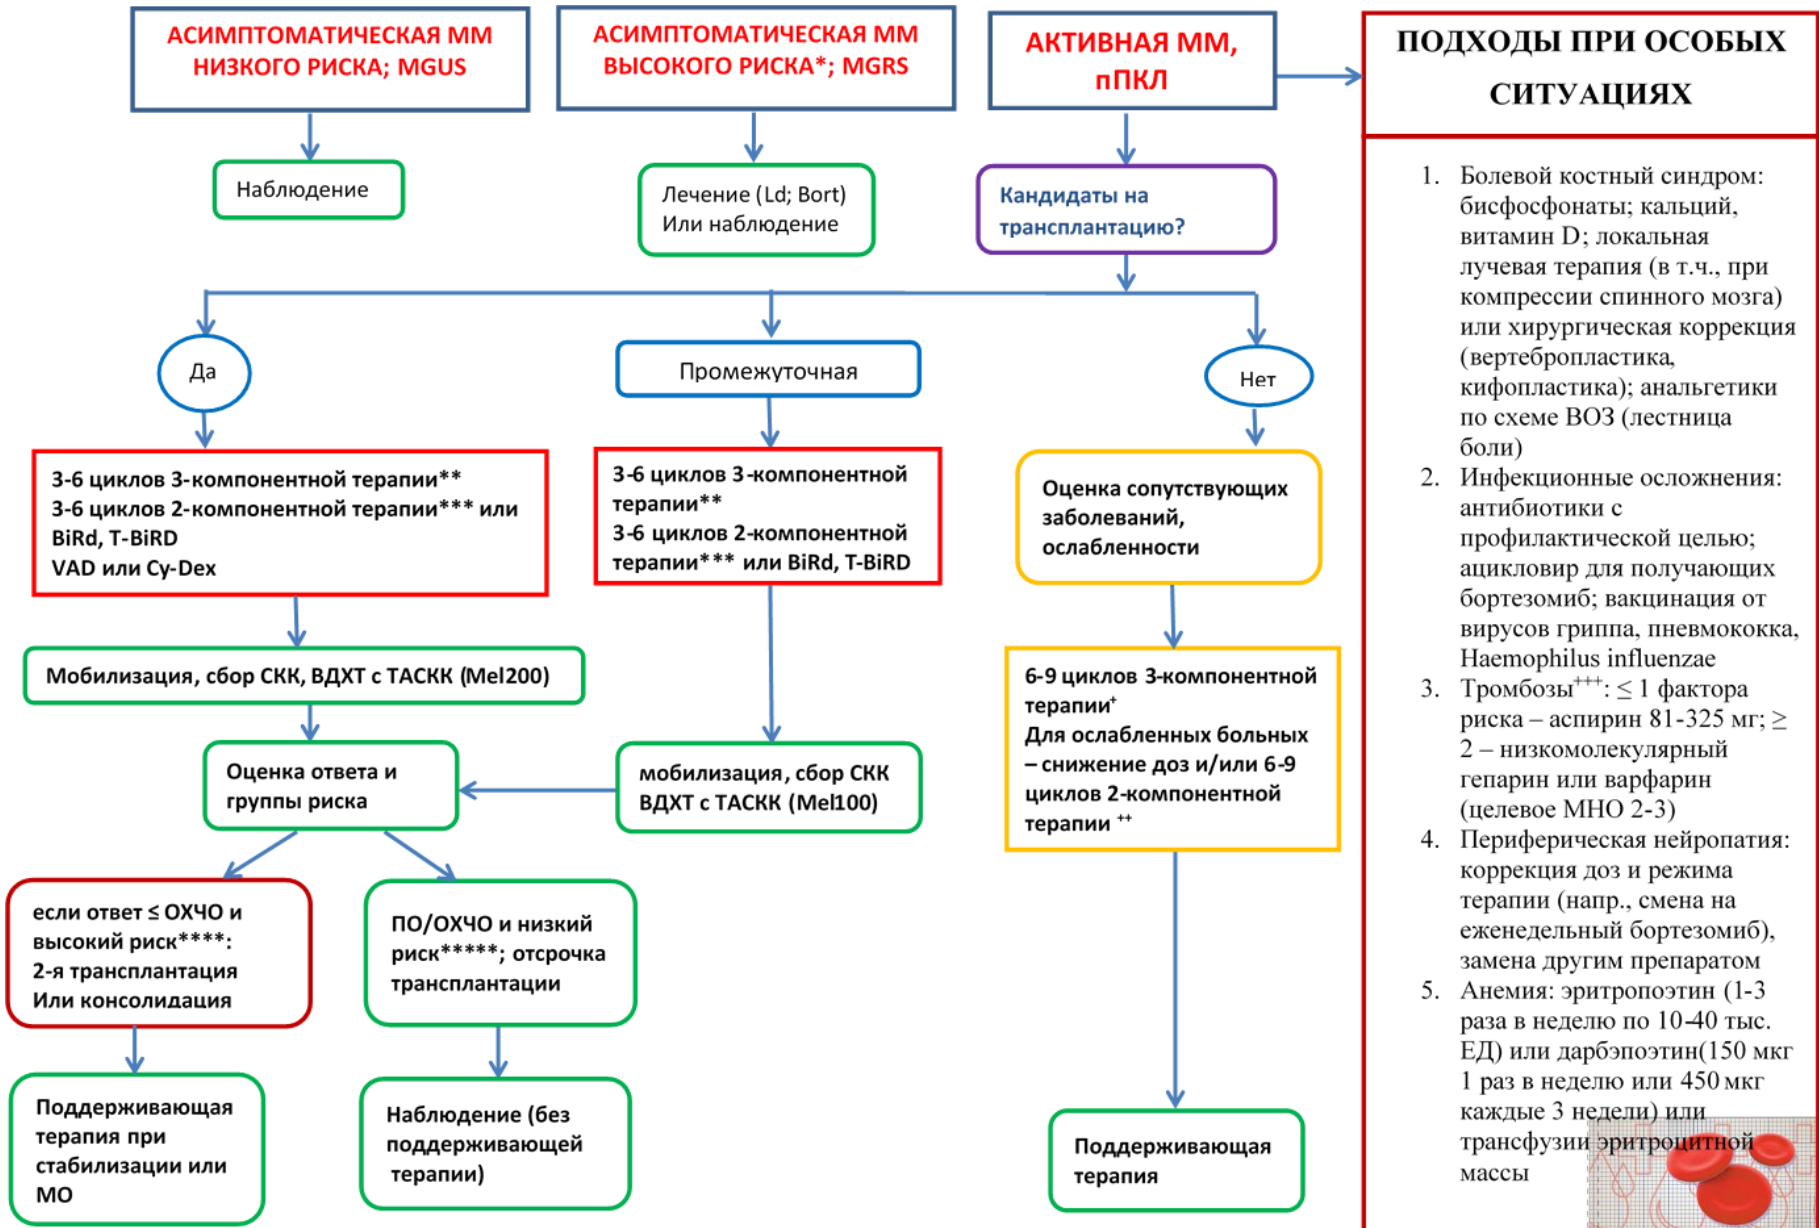 АСИМПТОМАТИЧЕСКАЯ ММ
НИЗКОГО РИСКА; MGUS
АСИМПТОМАТИЧЕСКАЯ ММ
ВЫСОКОГО РИСКА*; MGRS
АКТИВНАЯ ММ,
пПКЛ
Наблюдение
Лечение (Ld; Bort)
Или наблюдение
Кандидаты на
трансплантацию?
Да
Промежуточная
Нет
3-6 циклов 3-компонентной терапии**
3-6 циклов 2-компонентной терапии*** или
BiRd, T-BiRD
VAD или Cy-Dex
3-6 циклов 3-компонентной
терапии**
3-6 циклов 2-компонентной
терапии*** или BiRd, T-BiRD
Оценка сопутствующих
заболеваний,
ослабленности
Мобилизация, сбор СКК, ВДХТ с ТАСКК (Mel200)
6-9 циклов 3-компонентной
терапии⁺
Для ослабленных больных
– снижение доз и/или 6-9
циклов 2-компонентной
терапии ⁺⁺
Оценка ответа и
группы риска
мобилизация, сбор СКК
ВДХТ с ТАСКК (Mel100)
если ответ ≤ ОХЧО и
высокий риск****:
2-я трансплантация
Или консолидация
ПО/ОХЧО и низкий
риск*****; отсрочка
трансплантации
Поддерживающая
терапия при
стабилизации или
МО
Наблюдение (без
поддерживающей
терапии)
Поддерживающая
терапия
ПОДХОДЫ ПРИ ОСОБЫХ
СИТУАЦИЯХ
1. Болевой костный синдром:
бисфосфонаты; кальций,
витамин D; локальная
лучевая терапия (в т.ч., при
компрессии спинного мозга)
или хирургическая коррекция
(вертебропластика,
кифопластика); анальгетики
по схеме ВОЗ (лестница
боли)
2. Инфекционные осложнения:
антибиотики с
профилактической целью;
ацикловир для получающих
бортезомиб; вакцинация от
вирусов гриппа, пневмококка,
Haemophilus influenzae
3. Тромбозы⁺⁺⁺: ≤ 1 фактора
риска – аспирин 81-325 мг; ≥
2 – низкомолекулярный
гепарин или варфарин
(целевое МНО 2-3)
4. Периферическая нейропатия:
коррекция доз и режима
терапии (напр., смена на
еженедельный бортезомиб),
замена другим препаратом
5. Анемия: эритропоэтин (1-3
раза в неделю по 10-40 тыс.
ЕД) или дарбэпоэтин(150 мкг
1 раз в неделю или 450 мкг
каждые 3 недели) или
трансфузии эритроцитной
массы